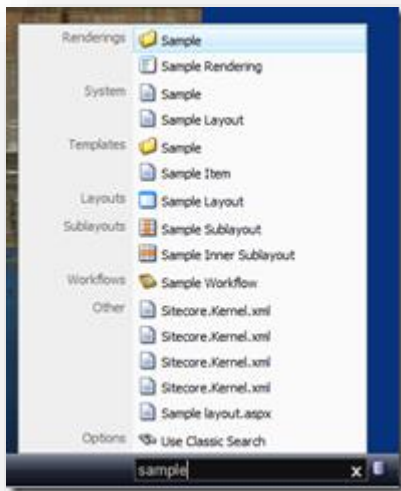 Renderings Sample
Sample Rendering
System Sample
Sample Layout
Templates Sample
Sample Item
Layouts Sample Layout
Sublayouts Sample Sublayout
Sample Inner Sublayout
Workflows Sample Workflow
Other Sitecore.Kernel.xml
Sitecore.Kernel.xml
Sitecore.Kernel.xml
Sitecore.Kernel.xml
Sample layout.aspx
Options Use Classic Search
sample x